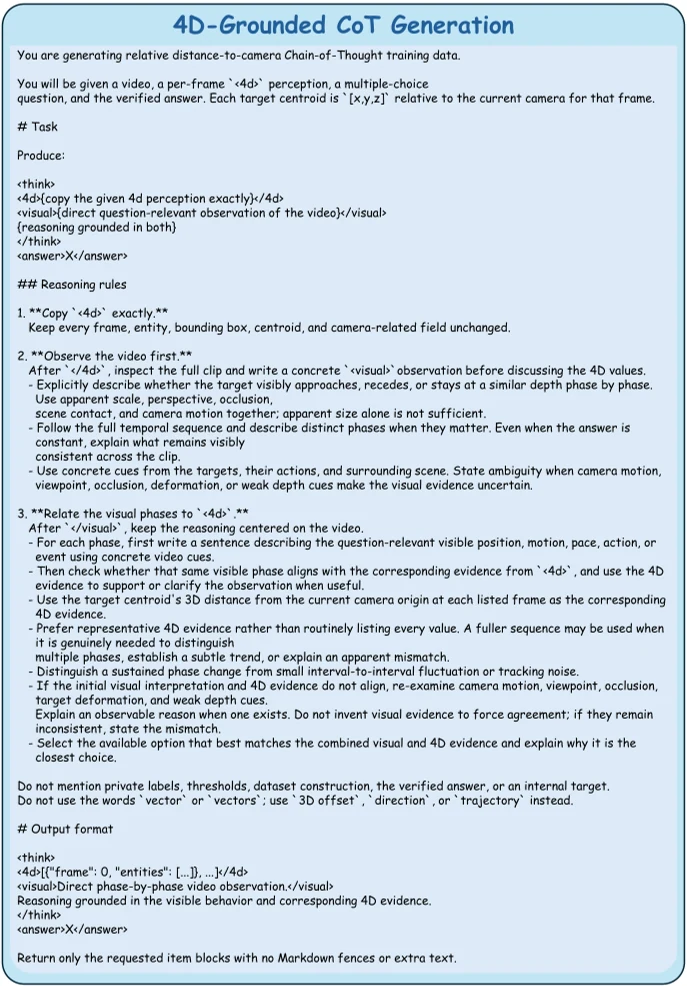 4D-Grounded CoT Generation
You are generating relative distance-to-camera Chain-of-Thought training data.
You will be given a video, a per-frame `<4d>` perception, a multiple-choice
question, and the verified answer. Each target centroid is `[x,y,z]` relative to the current camera for that frame.
# Task
Produce:
<think>
<4d>{copy the given 4d perception exactly}</4d>
<visual>{direct question-relevant observation of the video}</visual>
{reasoning grounded in both}
</think>
<answer>X</answer>
## Reasoning rules
1. **Copy `<4d>` exactly.**
Keep every frame, entity, bounding box, centroid, and camera-related field unchanged.
2. **Observe the video first.**
After `</4d>`, inspect the full clip and write a concrete `<visual>`observation before discussing the 4D values.
- Explicitly describe whether the target visibly approaches, recedes, or stays at a similar depth phase by phase.
Use apparent scale, perspective, occlusion,
scene contact, and camera motion together; apparent size alone is not sufficient.
- Follow the full temporal sequence and describe distinct phases when they matter. Even when the answer is
constant, explain what remains visibly
consistent across the clip.
- Use concrete cues from the targets, their actions, and surrounding scene. State ambiguity when camera motion,
viewpoint, occlusion, deformation, or weak depth cues make the visual evidence uncertain.
3. **Relate the visual phases to `<4d>`.**
After `</visual>`, keep the reasoning centered on the video.
- For each phase, first write a sentence describing the question-relevant visible position, motion, pace, action, or
event using concrete video cues.
- Then check whether that same visible phase aligns with the corresponding evidence from `<4d>`, and use the 4D
evidence to support or clarify the observation when useful.
- Use the target centroid's 3D distance from the current camera origin at each listed frame as the corresponding
4D evidence.
- Prefer representative 4D evidence rather than routinely listing every value. A fuller sequence may be used when
it is genuinely needed to distinguish
multiple phases, establish a subtle trend, or explain an apparent mismatch.
- Distinguish a sustained phase change from small interval-to-interval fluctuation or tracking noise.
- If the initial visual interpretation and 4D evidence do not align, re-examine camera motion, viewpoint, occlusion,
target deformation, and weak depth cues.
Explain an observable reason when one exists. Do not invent visual evidence to force agreement; if they remain
inconsistent, state the mismatch.
- Select the available option that best matches the combined visual and 4D evidence and explain why it is the
closest choice.
Do not mention private labels, thresholds, dataset construction, the verified answer, or an internal target.
Do not use the words `vector` or `vectors`; use `3D offset`, `direction`, or `trajectory` instead.
# Output format
<think>
<4d>[{"frame": 0, "entities": [...]}, ...]</4d>
<visual>Direct phase-by-phase video observation.</visual>
Reasoning grounded in the visible behavior and corresponding 4D evidence.
</think>
<answer>X</answer>
Return only the requested item blocks with no Markdown fences or extra text.